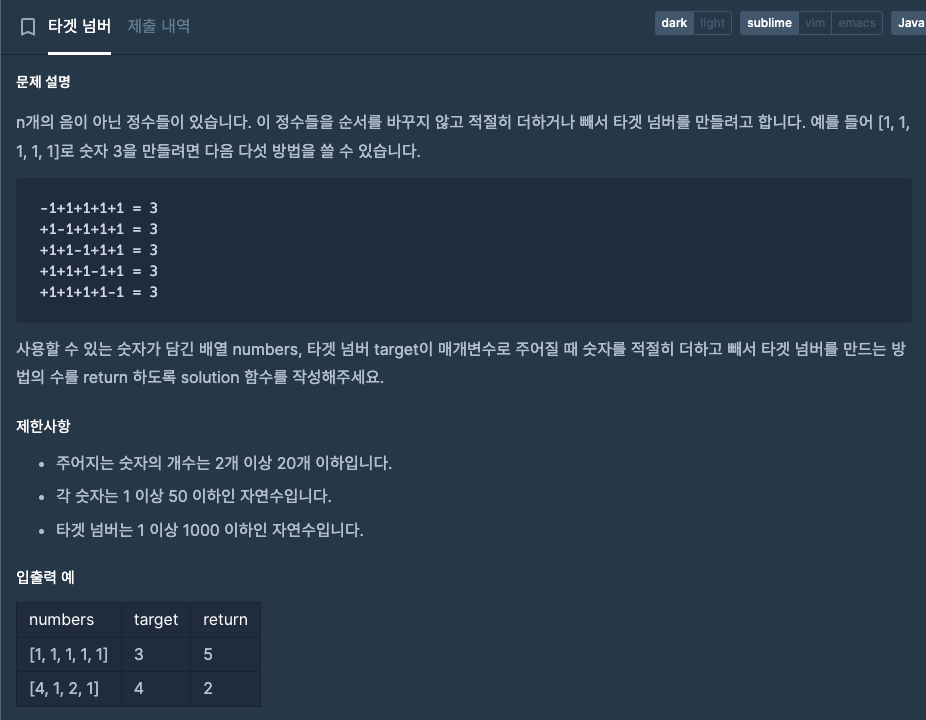 타겟 넘버 제출 내역 dark light sublime vim emacs Java
문제 설명
n개의 음이 아닌 정수들이 있습니다. 이 정수들을 순서를 바꾸지 않고 적절히 더하거나 빼서 타겟 넘버를 만들려고 합니다. 예를 들어 [1, 1,
1, 1, 1]로 숫자 3을 만들려면 다음 다섯 방법을 쓸 수 있습니다.
-1+1+1+1+1 = 3
+1-1+1+1+1 = 3
+1+1-1+1+1 = 3
+1+1+1-1+1 = 3
+1+1+1+1-1 = 3
사용할 수 있는 숫자가 담긴 배열 numbers, 타겟 넘버 target이 매개변수로 주어질 때 숫자를 적절히 더하고 빼서 타겟 넘버를 만드는 방
법의 수를 return 하도록 solution 함수를 작성해주세요.
제한사항
• 주어지는 숫자의 개수는 2개 이상 20개 이하입니다.
• 각 숫자는 1 이상 50 이하인 자연수입니다.
• 타겟 넘버는 1 이상 1000 이하인 자연수입니다.
입출력 예
numbers target return
[1, 1, 1, 1, 1] 3 5
[4, 1, 2, 1] 4 2